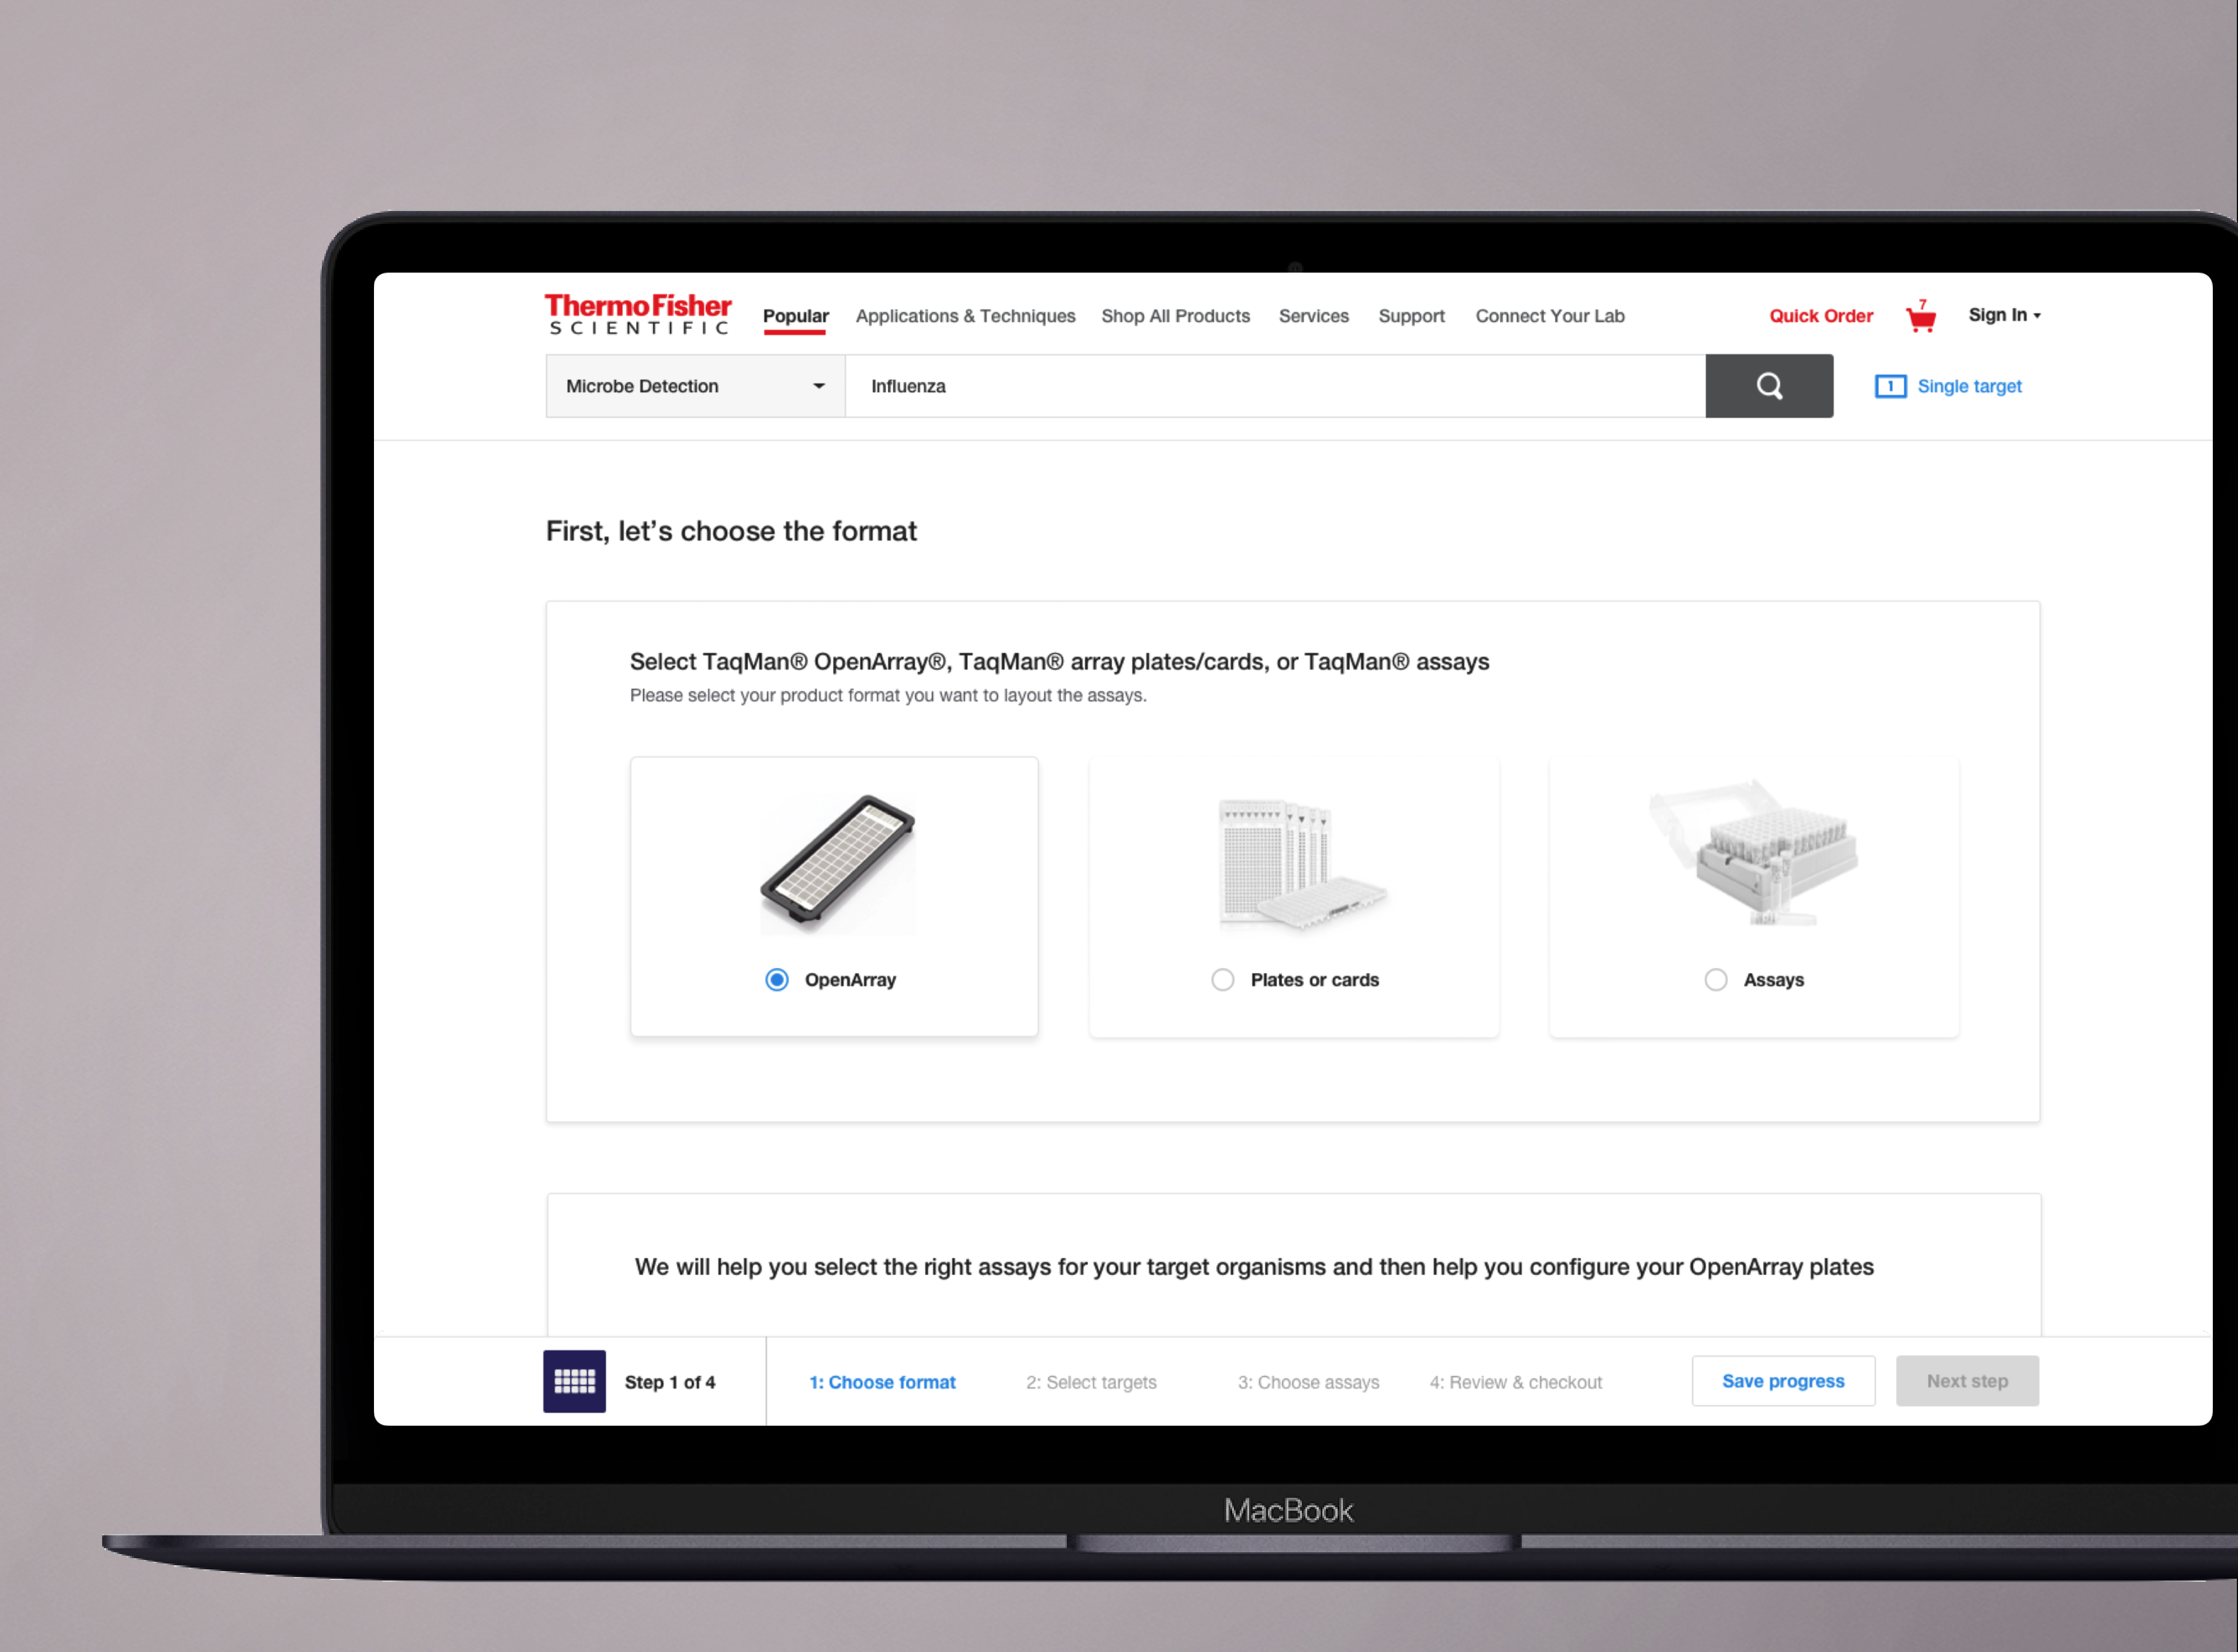 ThermoFisher
SCIENTIFIC
Popular
Applications & Techniques
Shop All Products
Services
Support
Connect Your Lab
Quick Order
7
Sign In
Microbe Detection
Influenza
1
Single target
First, let's choose the format
Select TaqMan® OpenArray®, TaqMan® array plates/cards, or TaqMan® assays
Please select your product format you want to layout the assays.
OpenArray
Plates or cards
Assays
We will help you select the right assays for your target organisms and then help you configure your OpenArray plates
Step 1 of 4
1: Choose format
2: Select targets
3: Choose assays
4: Review & checkout
Save progress
Next step
MacBook